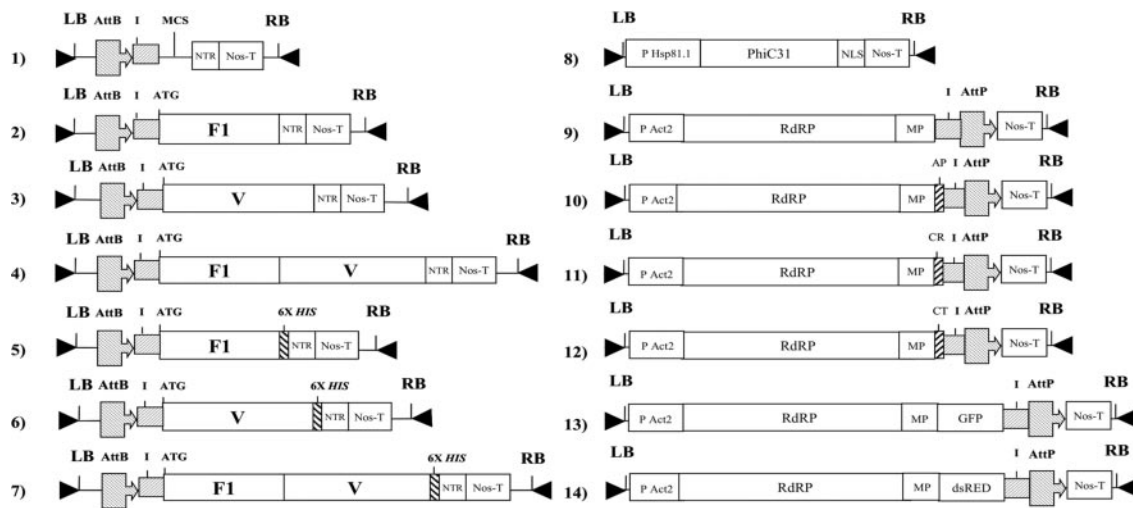 LB AttB I MCS RB
1) NTR Nos-T
LB AttB I ATG RB
2) F1 NTR Nos-T
LB AttB I ATG RB
3) V NTR Nos-T
LB AttB I ATG RB
4) F1 V NTR Nos-T
LB AttB I ATG 6X HIS RB
5) F1 NTR Nos-T
LB AttB I ATG 6X HIS RB
6) V NTR Nos-T
LB AttB I ATG 6X HIS RB
7) F1 V NTR Nos-T
LB RB
8) P Hsp81.1 PhiC31 NLS Nos-T
LB I AttP RB
9) P Act2 RdRP MP Nos-T
LB AP I AttP RB
10) P Act2 RdRP MP Nos-T
LB CR I AttP RB
11) P Act2 RdRP MP Nos-T
LB CT I AttP RB
12) P Act2 RdRP MP Nos-T
LB I AttP RB
13) P Act2 RdRP MP GFP Nos-T
LB I AttP RB
14) P Act2 RdRP MP dsRED Nos-T